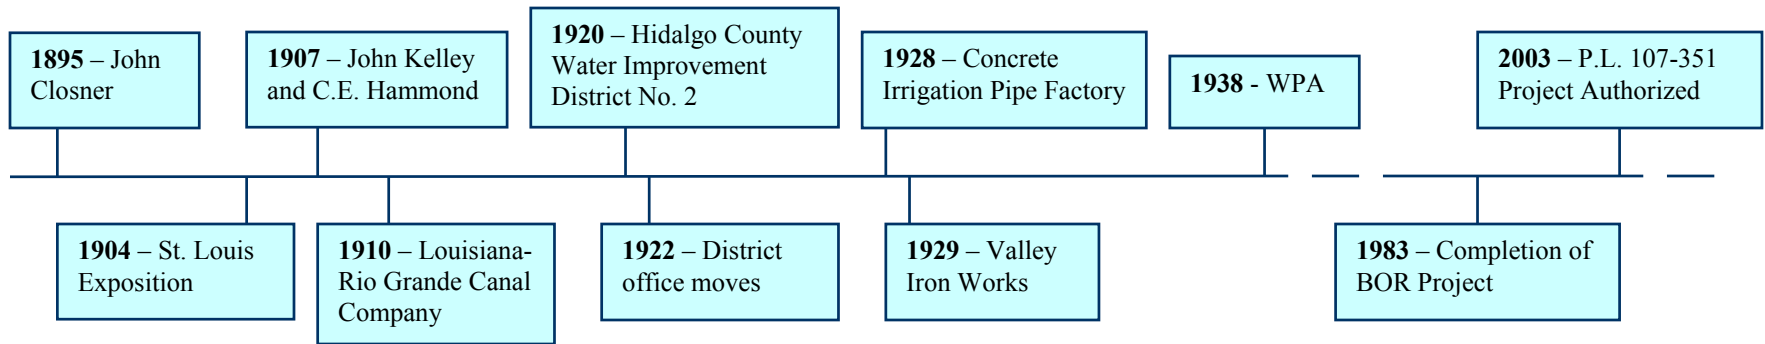 1895 – John
Closner
1907 – John Kelley
and C.E. Hammond
1920 – Hidalgo County
Water Improvement
District No. 2
1928 – Concrete
Irrigation Pipe Factory
1938 - WPA
2003 – P.L. 107-351
Project Authorized
1904 – St. Louis
Exposition
1910 – Louisiana-
Rio Grande Canal
Company
1922 – District
office moves
1929 – Valley
Iron Works
1983 – Completion of
BOR Project